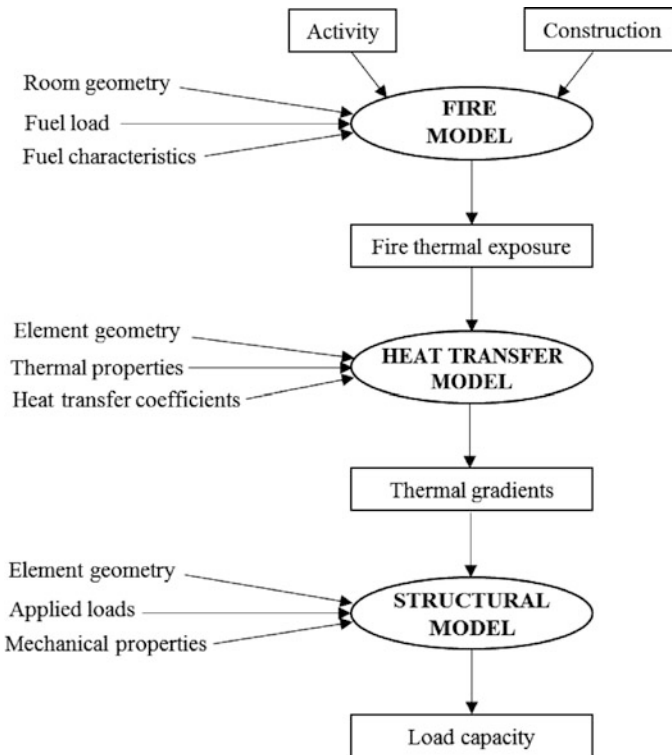 Activity
Construction
Room geometry
Fuel load
Fuel characteristics
FIRE
MODEL
Fire thermal exposure
Element geometry
Thermal properties
Heat transfer coefficients
HEAT TRANSFER
MODEL
Thermal gradients
Element geometry
Applied loads
Mechanical properties
STRUCTURAL
MODEL
Load capacity